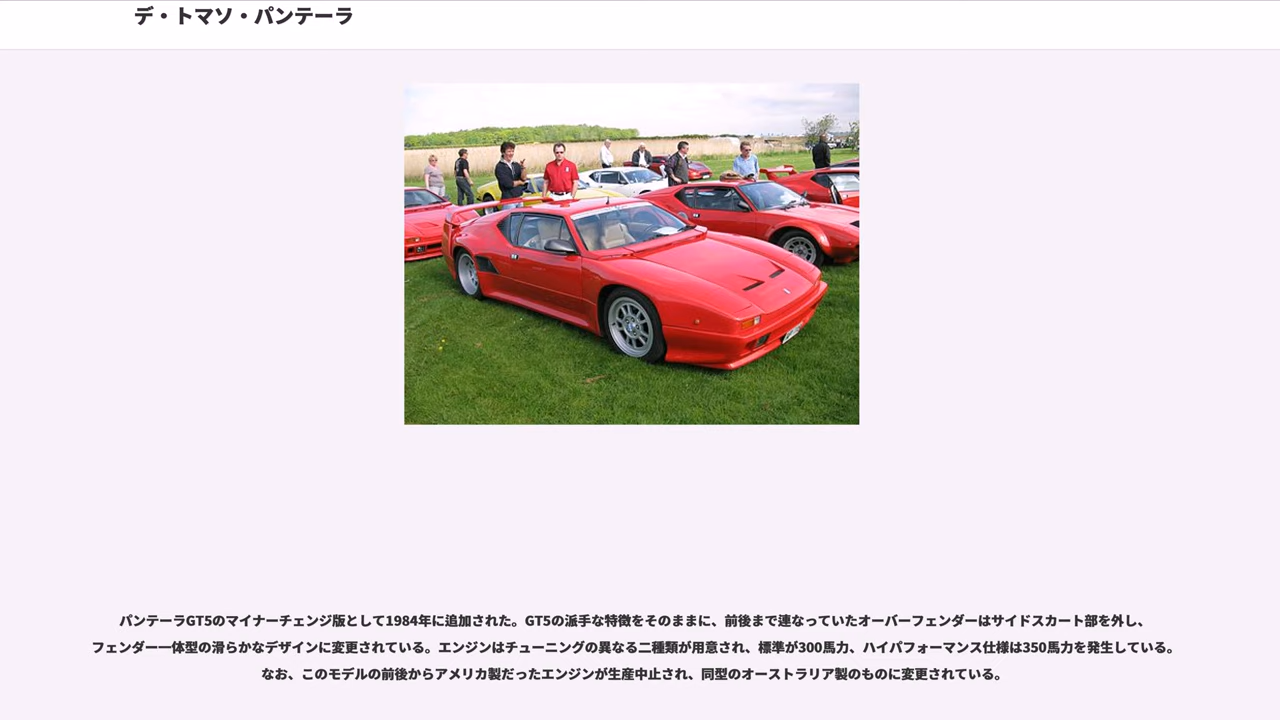 デ・トマソ・パンテーラ
パンテーラGT5のマイナーチェンジ版として1984年に追加された。GT5の派手な特徴をそのままに、前後まで連なっていたオーバーフェンダーはサイドスカート部を外し、
フェンダー一体型の滑らかなデザインに変更されている。エンジンはチューニングの異なる二種類が用意され、標準が300馬力、ハイパフォーマンス仕様は350馬力を発生している。
なお、このモデルの前後からアメリカ製だったエンジンが生産中止され、同型のオーストラリア製のものに変更されている。